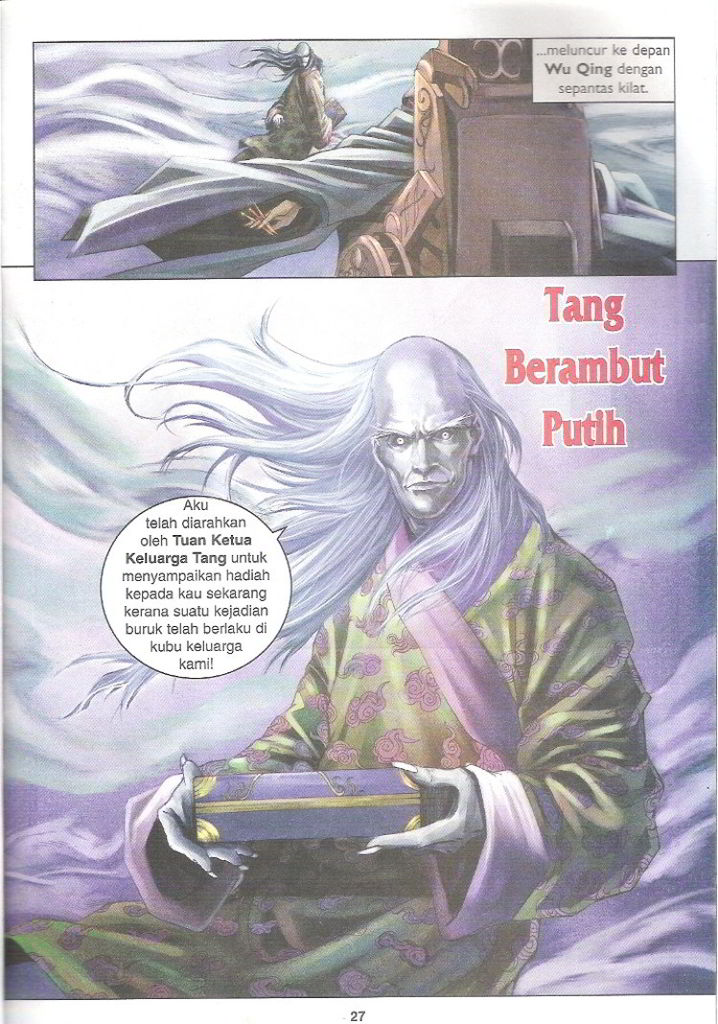 ...meluncur ke depan
Wu Qing dengan
sepantas kilat.
Tang
Berambut
Putih
Aku
telah diarahkan
oleh Tuan Ketua
Keluarga Tang untuk
menyampaikan hadiah
kepada kau sekarang
kerana suatu kejadian
buruk telah berlaku di
kubu keluarga
kami!
27